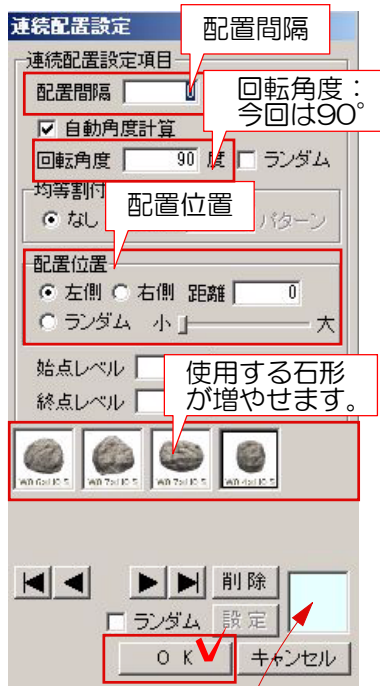 連続配置設定
配置間隔
連続配置設定項目
配置間隔
回転角度：
今回は90°
自動角度計算
回転角度 90 度 ランダム
均等割付
なし パターン
配置位置
配置位置
左側 右側 距離 0
ランダム 小 大
始点レベル
終点レベル
使用する石形
が増やせます。
削除
ランダム 設定
OK キャンセル